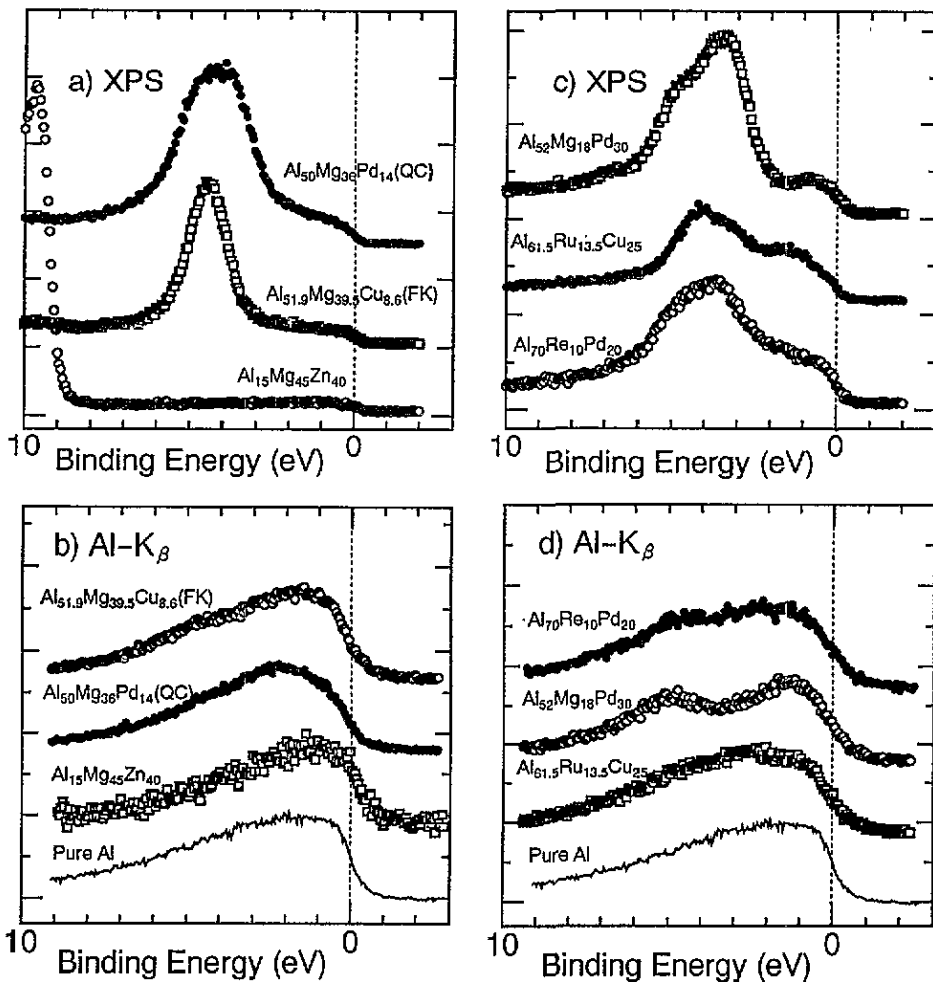 a) XPS
Al50Mg36Pd14(QC)
Al51.9Mg39.5Cu8.6(FK)
Al15Mg45Zn40
10
0
Binding Energy (eV)
c) XPS
Al52Mg18Pd30
Al61.5Ru13.5Cu25
Al70Re10Pd20
10
0
Binding Energy (eV)
b) Al-Kβ
Al51.9Mg39.5Cu8.6(FK)
Al50Mg36Pd14(QC)
Al15Mg45Zn40
Pure Al
10
0
Binding Energy (eV)
d) Al-Kβ
Al70Re10Pd20
Al52Mg18Pd30
Al61.5Ru13.5Cu25
Pure Al
10
0
Binding Energy (eV)